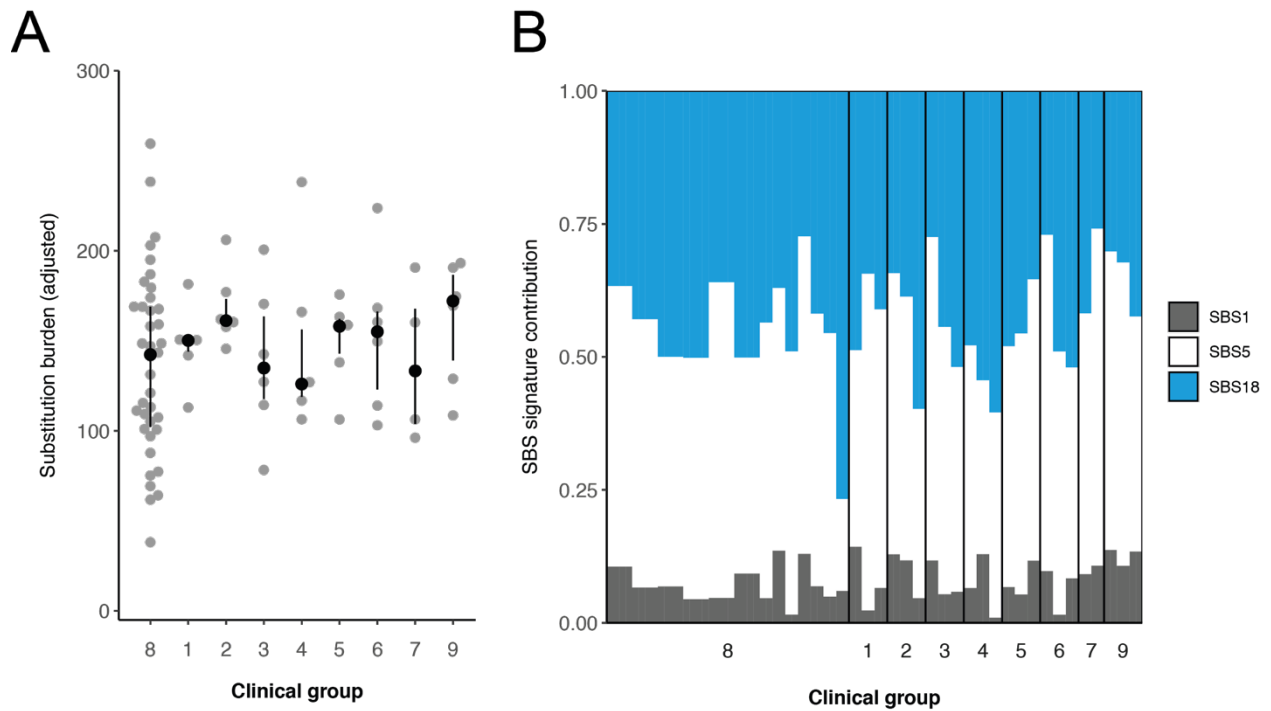 A
B
Substitution burden (adjusted)
300
200
100
0
8 1 2 3 4 5 6 7 9
Clinical group
SBS signature contribution
1.00
0.75
0.50
0.25
0.00
8 1 2 3 4 5 6 7 9
Clinical group
SBS1
SBS5
SBS18